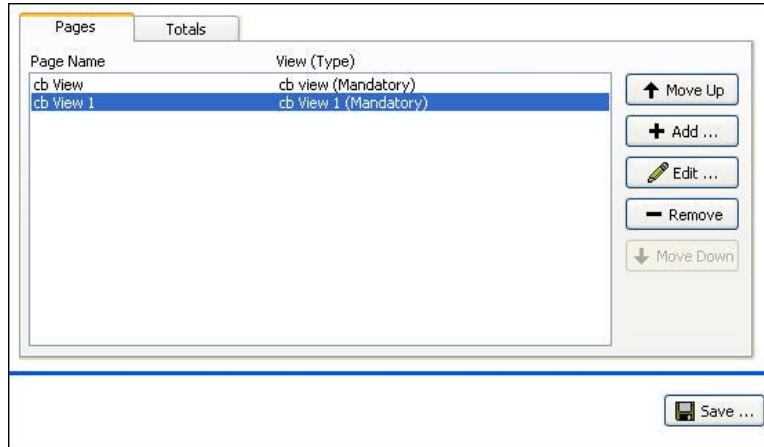 Pages Totals
Page Name View (Type)
cb View cb view (Mandatory)
cb View 1 cb View 1 (Mandatory)
Move Up
Add ...
Edit ...
Remove
Move Down
Save ...